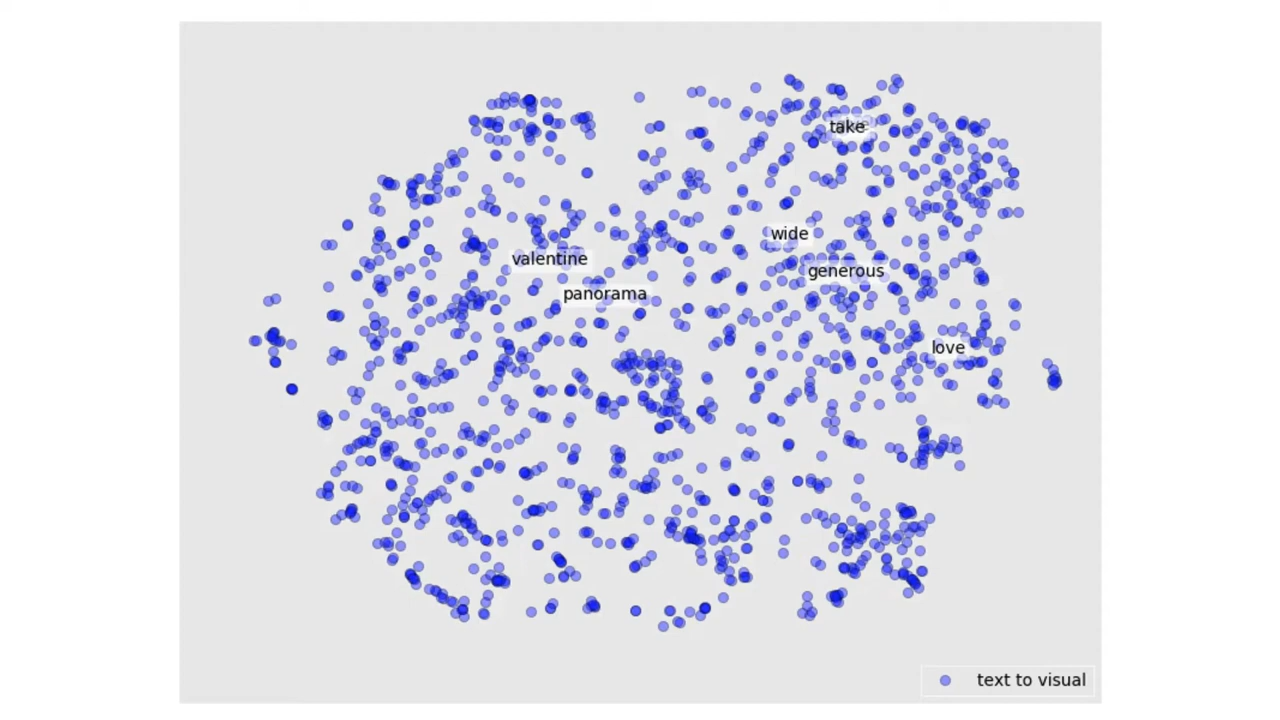 take
wide
valentine
generous
panorama
love
text to visual